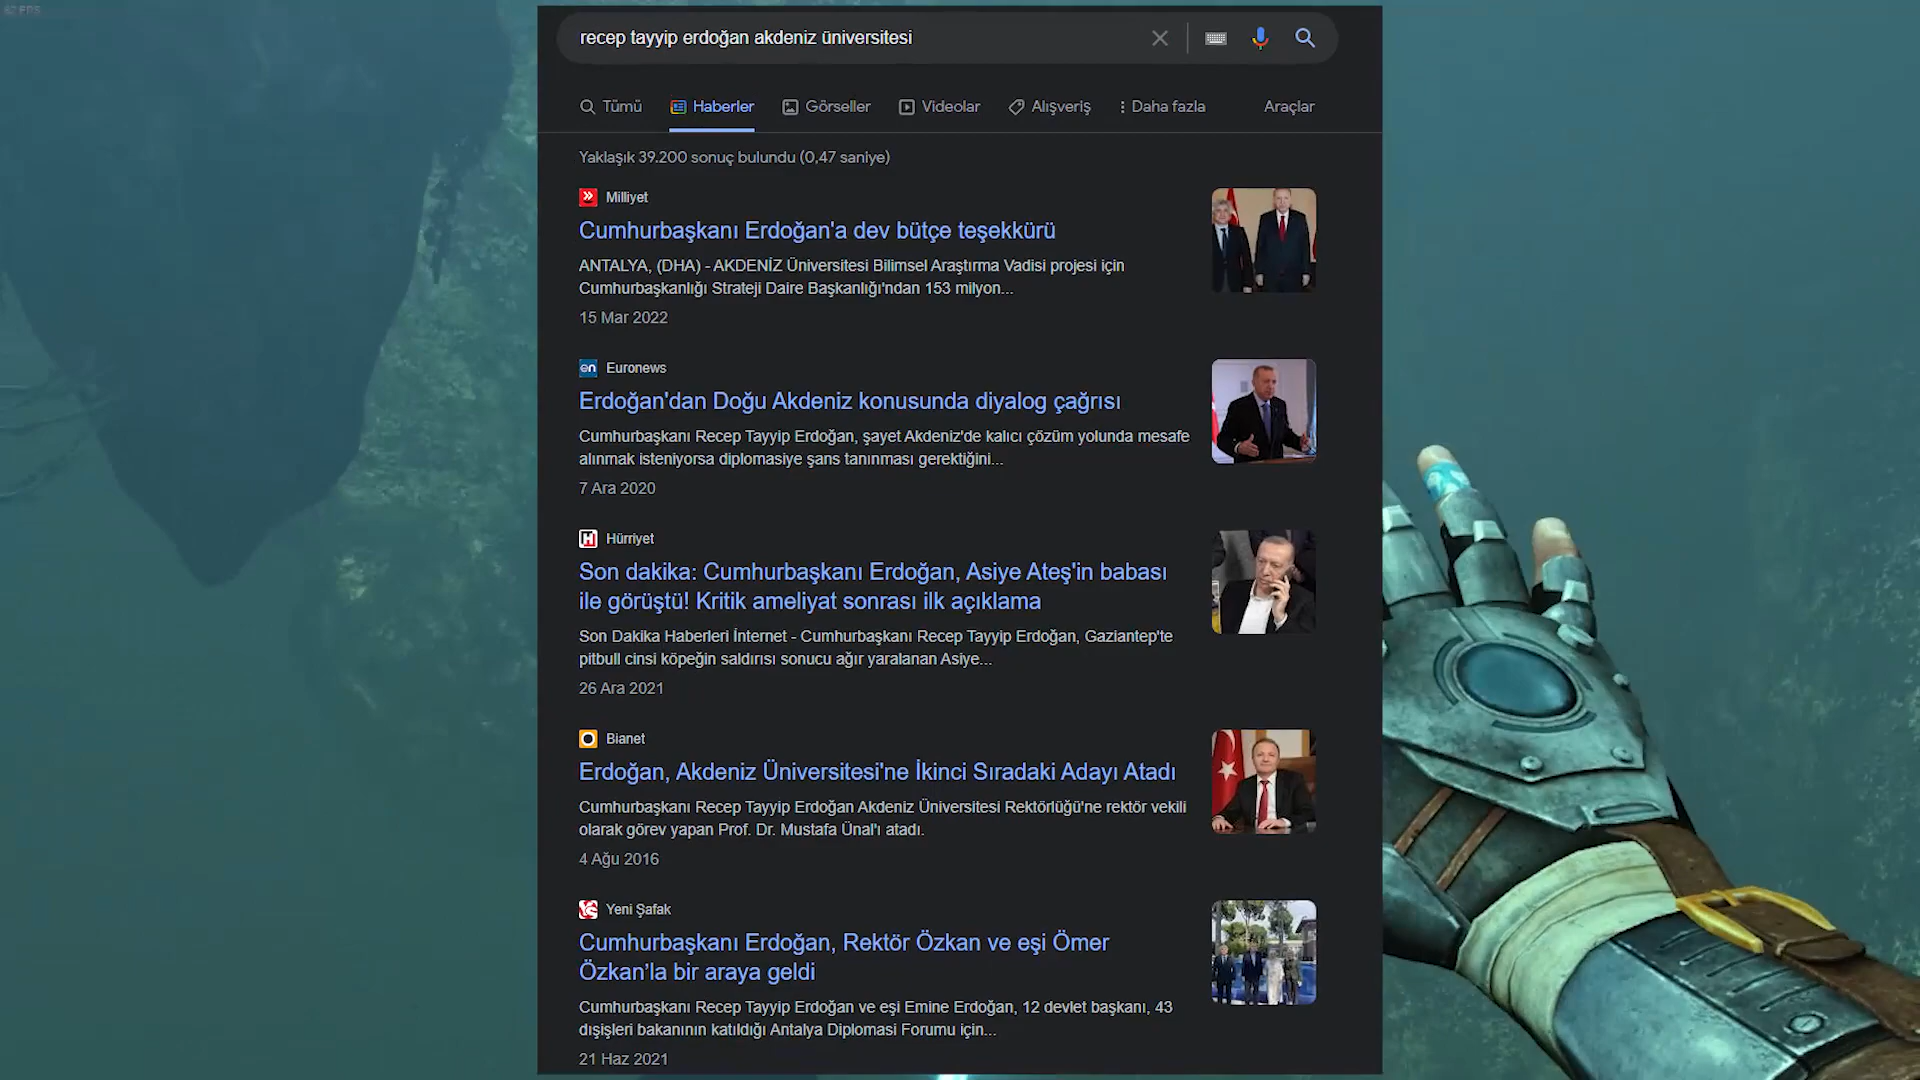 62 FPS
recep tayyip erdoğan akdeniz üniversitesi
Tümü Haberler Görseller Videolar Alışveriş Daha fazla Araçlar
Yaklaşık 39.200 sonuç bulundu (0,47 saniye)
Milliyet
Cumhurbaşkanı Erdoğan'a dev bütçe teşekkürü
ANTALYA, (DHA) - AKDENİZ Üniversitesi Bilimsel Araştırma Vadisi projesi için
Cumhurbaşkanlığı Strateji Daire Başkanlığı'ndan 153 milyon...
15 Mar 2022
en Euronews
Erdoğan'dan Doğu Akdeniz konusunda diyalog çağrısı
Cumhurbaşkanı Recep Tayyip Erdoğan, şayet Akdeniz'de kalıcı çözüm yolunda mesafe
alınmak isteniyorsa diplomasiye şans tanınması gerektiğini...
7 Ara 2020
H Hürriyet
Son dakika: Cumhurbaşkanı Erdoğan, Asiye Ateş'in babası
ile görüştü! Kritik ameliyat sonrası ilk açıklama
Son Dakika Haberleri İnternet - Cumhurbaşkanı Recep Tayyip Erdoğan, Gaziantep'te
pitbull cinsi köpeğin saldırısı sonucu ağır yaralanan Asiye...
26 Ara 2021
Bianet
Erdoğan, Akdeniz Üniversitesi'ne İkinci Sıradaki Adayı Atadı
Cumhurbaşkanı Recep Tayyip Erdoğan Akdeniz Üniversitesi Rektörlüğü'ne rektör vekili
olarak görev yapan Prof. Dr. Mustafa Ünal'ı atadı.
4 Ağu 2016
Yeni Şafak
Cumhurbaşkanı Erdoğan, Rektör Özkan ve eşi Ömer
Özkan’la bir araya geldi
Cumhurbaşkanı Recep Tayyip Erdoğan ve eşi Emine Erdoğan, 12 devlet başkanı, 43
dışişleri bakanının katıldığı Antalya Diplomasi Forumu için...
21 Haz 2021